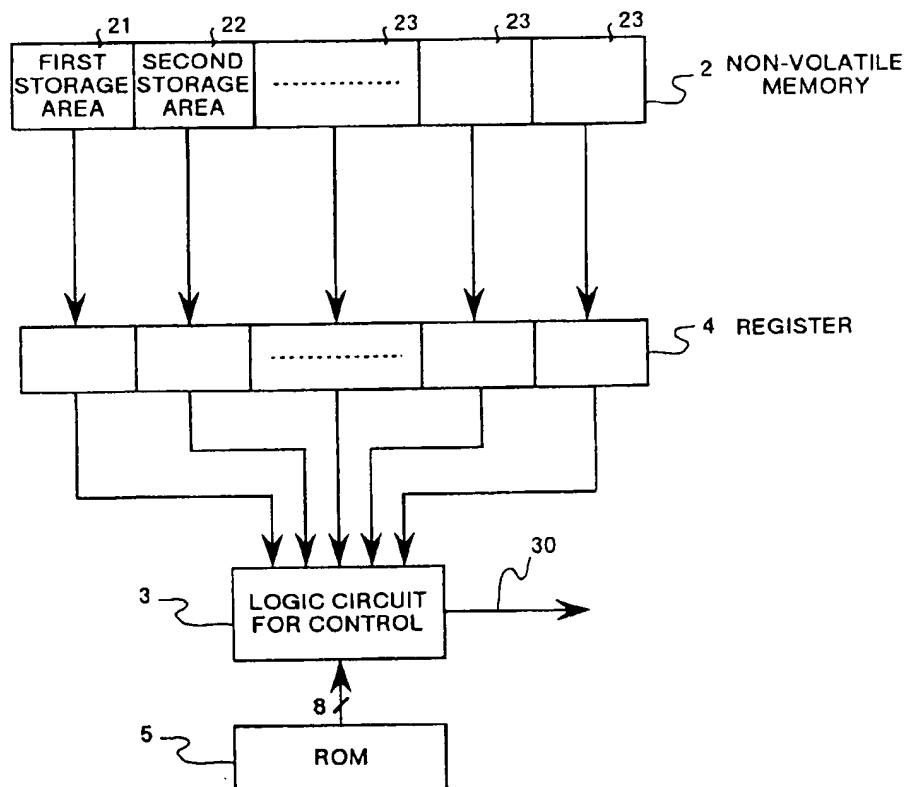 21 22 23 23 23
FIRST STORAGE AREA
SECOND STORAGE AREA
2 NON-VOLATILE MEMORY
4 REGISTER
30
3
LOGIC CIRCUIT
FOR CONTROL
8
5
ROM